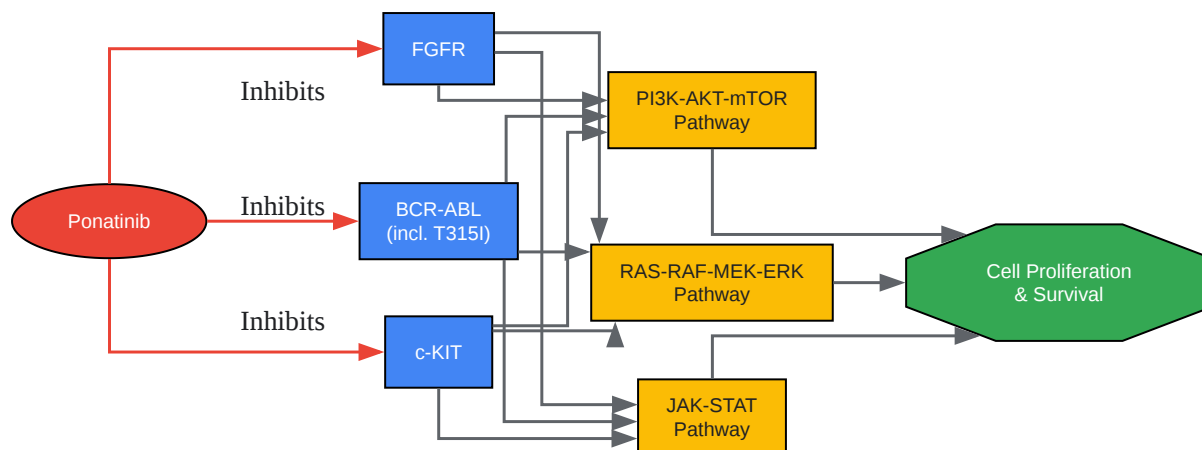 FGFR
Inhibits
PI3K-AKT-mTOR
Pathway
Ponatinib
Inhibits
BCR-ABL
(incl. T315I)
RAS-RAF-MEK-ERK
Pathway
Cell Proliferation
& Survival
Inhibits
c-KIT
JAK-STAT
Pathway